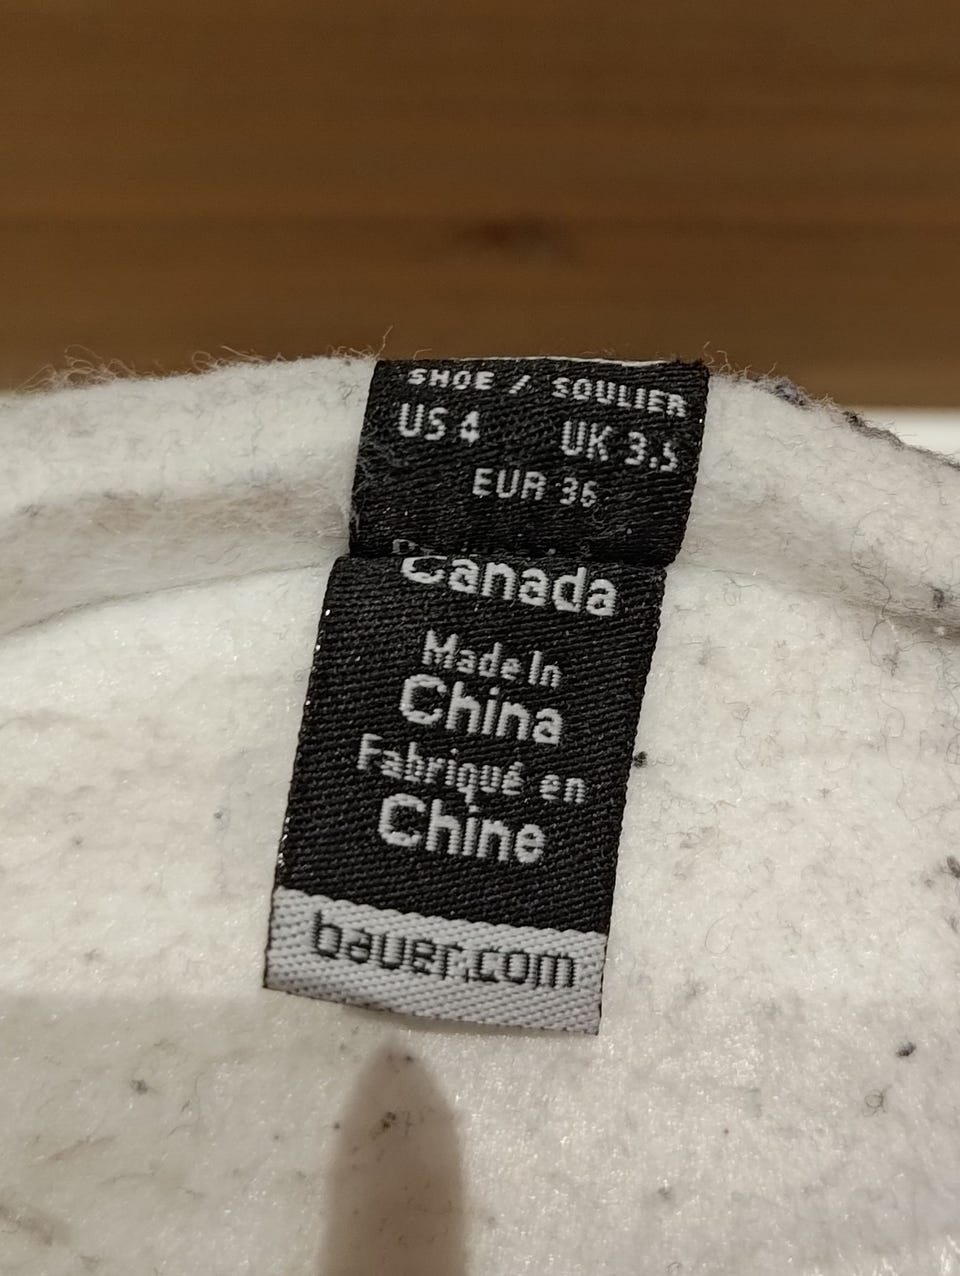 SHOE / SOULIER
US 4 UK 3.5
EUR 36
Canada
Made In
China
Fabriqué en
Chine
bauer.com